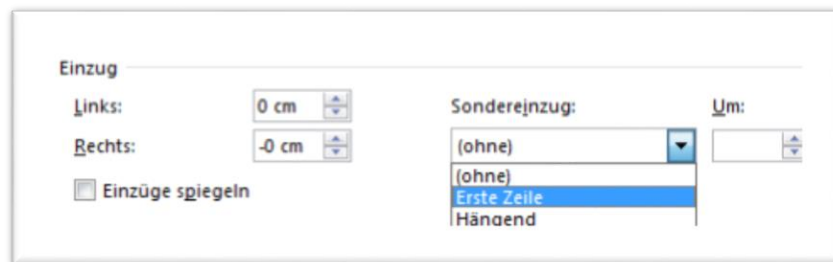 Einzug
Links: 0 cm Sondereinzug: Um:
Rechts: -0 cm (ohne)
(ohne)
Einzüge spiegeln Erste Zeile
Hängend